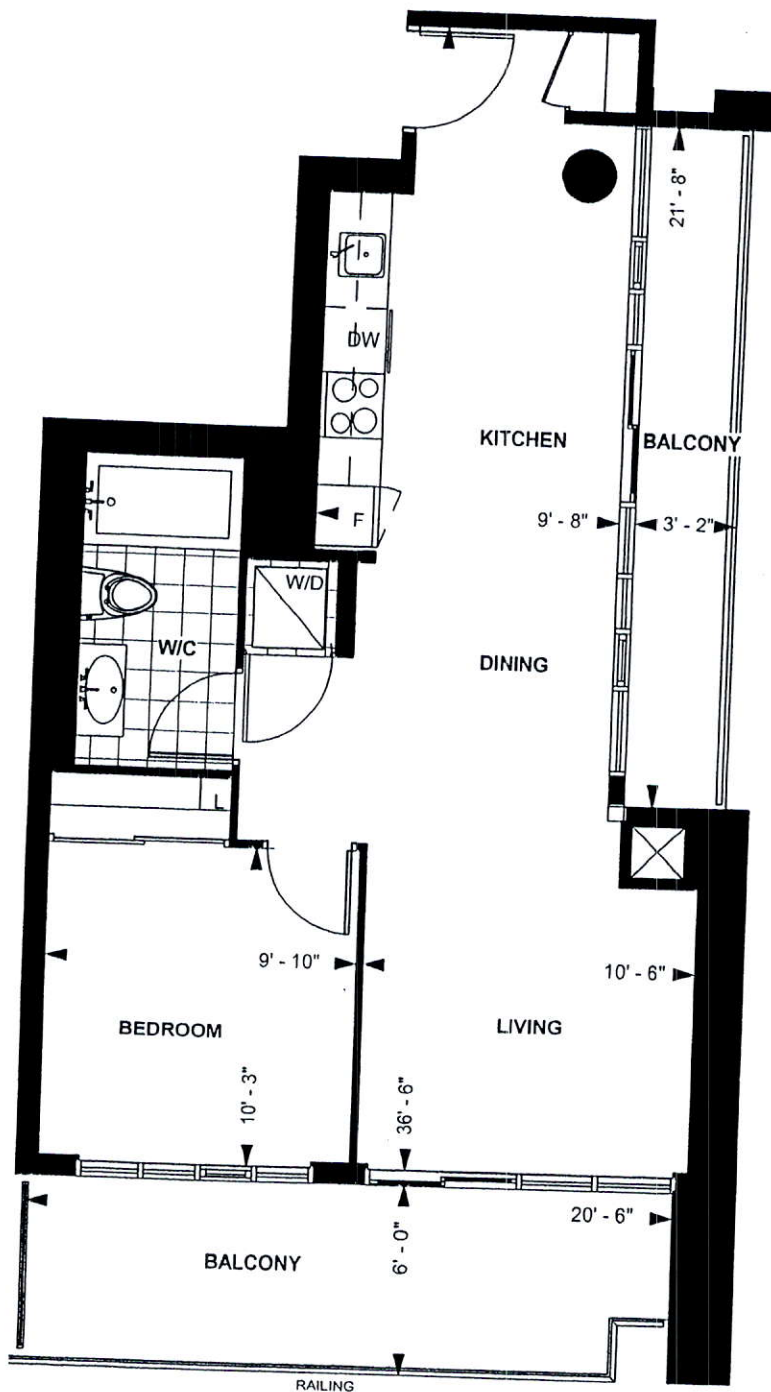 21' - 8"
DW
KITCHEN
BALCONY
F
9' - 8"
3' - 2"
W/D
W/C
DINING
L
9' - 10"
10' - 6"
BEDROOM
LIVING
10' - 3"
36' - 6"
20' - 6"
6' - 0"
BALCONY
RAILING